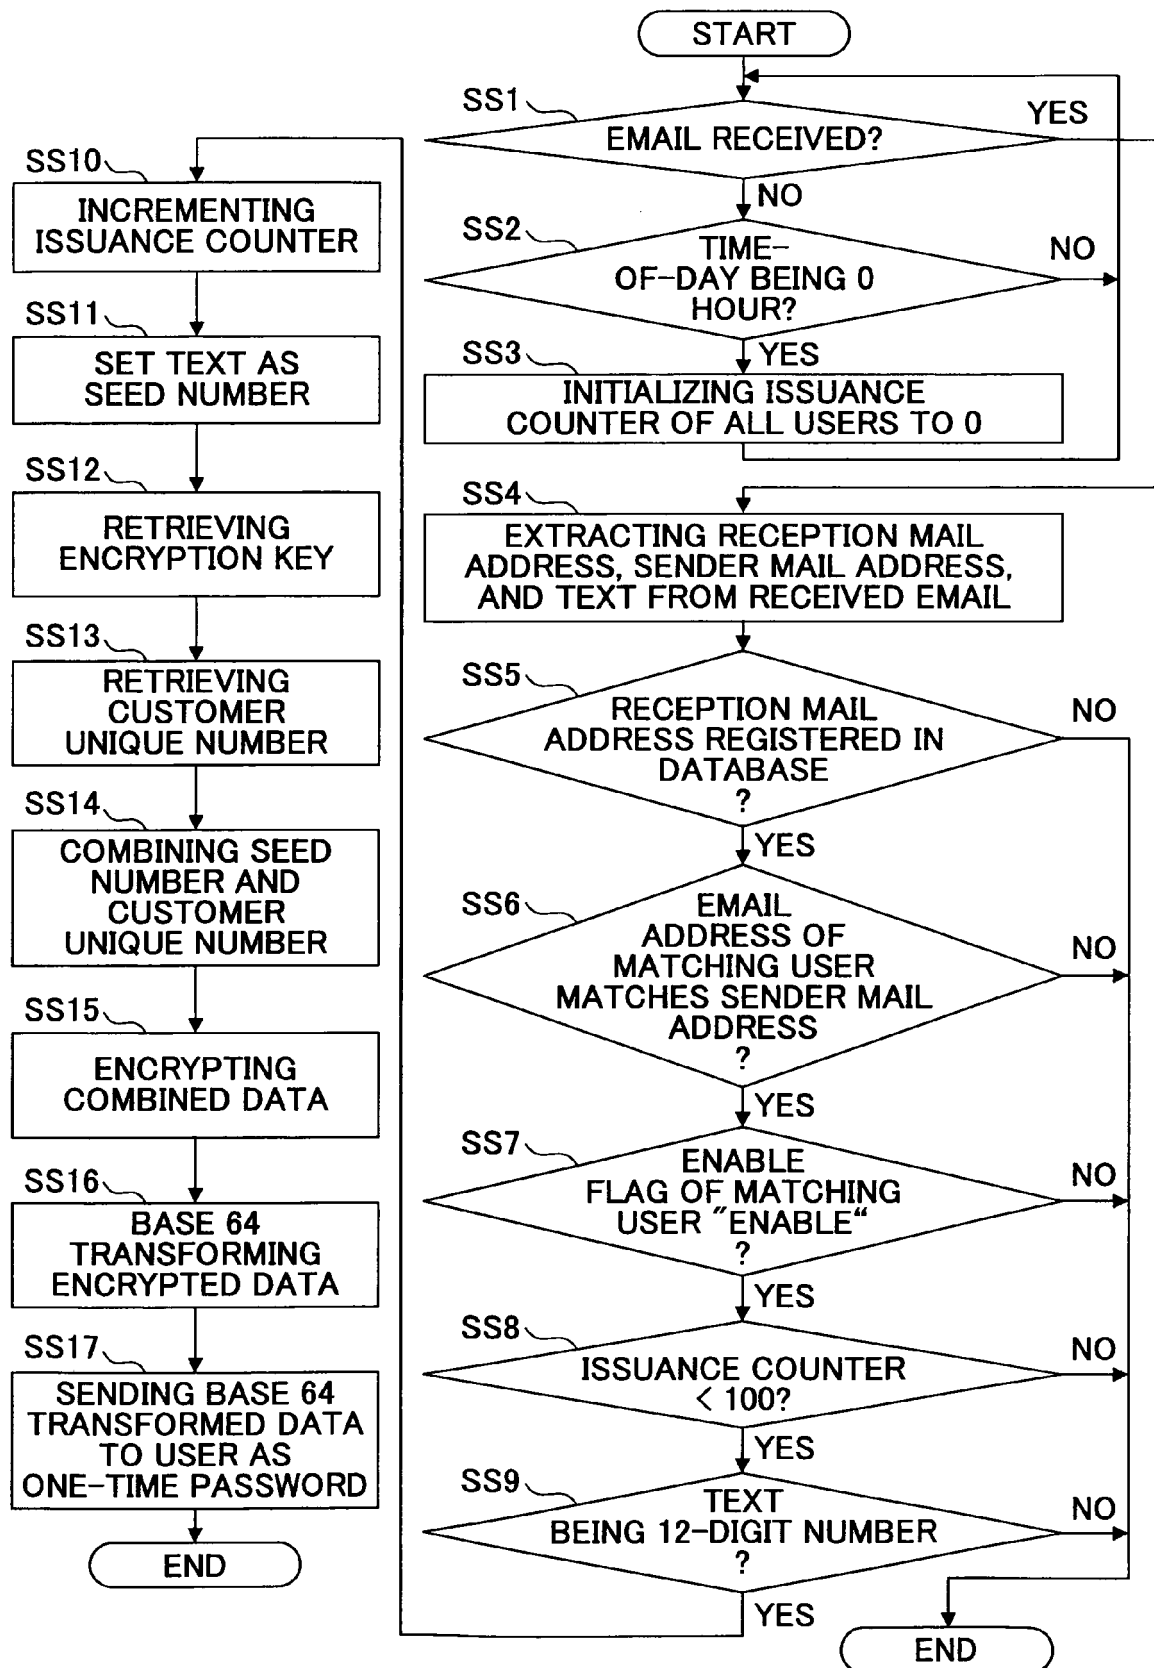 START
SS1
EMAIL RECEIVED?
YES
NO
SS2
TIME-
OF-DAY BEING 0
HOUR?
NO
YES
SS3
INITIALIZING ISSUANCE
COUNTER OF ALL USERS TO 0
SS4
EXTRACTING RECEPTION MAIL
ADDRESS, SENDER MAIL ADDRESS,
AND TEXT FROM RECEIVED EMAIL
SS5
RECEPTION MAIL
ADDRESS REGISTERED IN
DATABASE
?
NO
YES
SS6
EMAIL
ADDRESS OF
MATCHING USER
MATCHES SENDER MAIL
ADDRESS
?
NO
YES
SS7
ENABLE
FLAG OF MATCHING
USER "ENABLE"
?
NO
YES
SS8
ISSUANCE COUNTER
< 100?
NO
YES
SS9
TEXT
BEING 12-DIGIT NUMBER
?
NO
YES
END
SS10
INCREMENTING
ISSUANCE COUNTER
SS11
SET TEXT AS
SEED NUMBER
SS12
RETRIEVING
ENCRYPTION KEY
SS13
RETRIEVING
CUSTOMER
UNIQUE NUMBER
SS14
COMBINING SEED
NUMBER AND
CUSTOMER
UNIQUE NUMBER
SS15
ENCRYPTING
COMBINED DATA
SS16
BASE 64
TRANSFORMING
ENCRYPTED DATA
SS17
SENDING BASE 64
TRANSFORMED DATA
TO USER AS
ONE-TIME PASSWORD
END